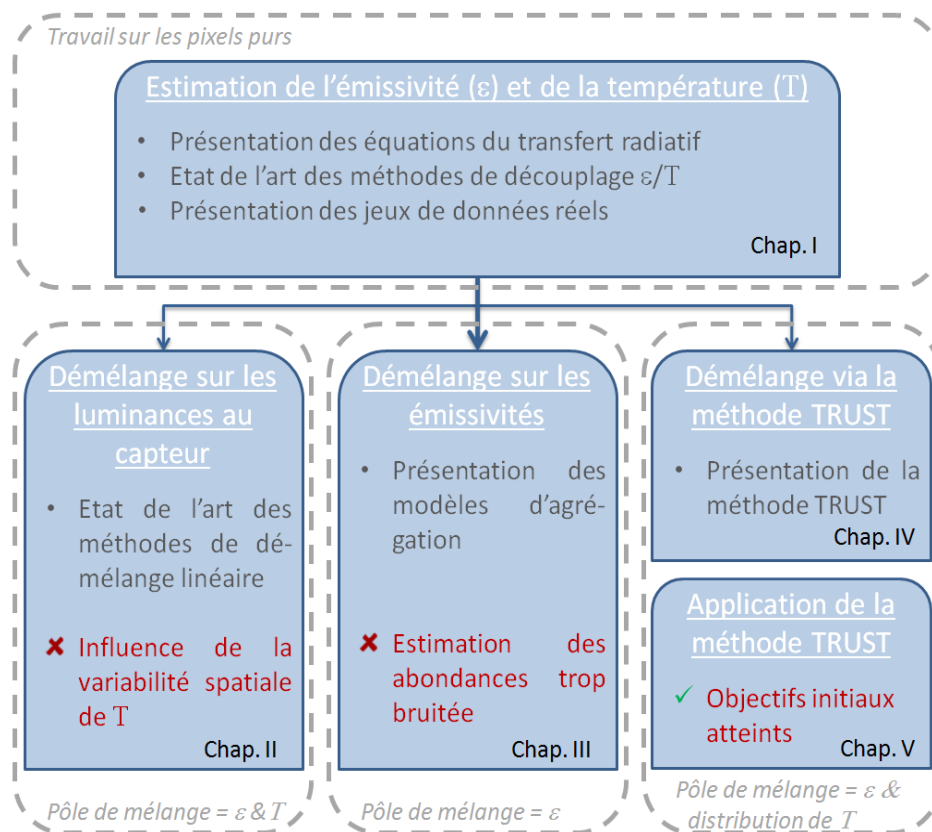 Travail sur les pixels purs
Estimation de l'émissivité (ε) et de la température (T)
• Présentation des équations du transfert radiatif
• Etat de l'art des méthodes de découplage ε/T
• Présentation des jeux de données réels
Chap. I
Démélange sur les
luminances au
capteur
• Etat de l'art des
méthodes de dé-
mélange linéaire
✘ Influence de la
variabilité spatiale
de T
Chap. II
Pôle de mélange = ε & T
Démélange sur les
émissivités
• Présentation des
modèles d'agré-
gation
✘ Estimation des
abondances trop
bruitée
Chap. III
Pôle de mélange = ε
Démélange via la
méthode TRUST
• Présentation de la
méthode TRUST
Chap. IV
Application de la
méthode TRUST
✓ Objectifs initiaux
atteints
Chap. V
Pôle de mélange = ε &
distribution de T